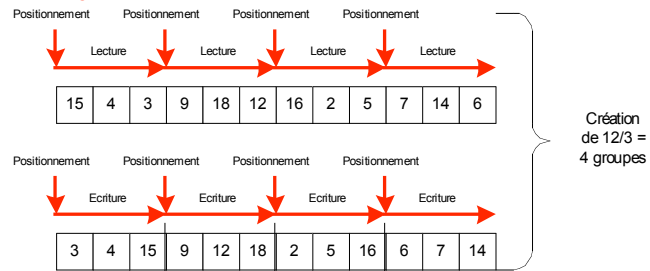 Positionnement Positionnement Positionnement Positionnement
Lecture Lecture Lecture Lecture
15 4 3 9 18 12 16 2 5 7 14 6
Création
de 12/3 =
4 groupes
Positionnement Positionnement Positionnement Positionnement
Ecriture Ecriture Ecriture Ecriture
3 4 15 9 12 18 2 5 16 6 7 14